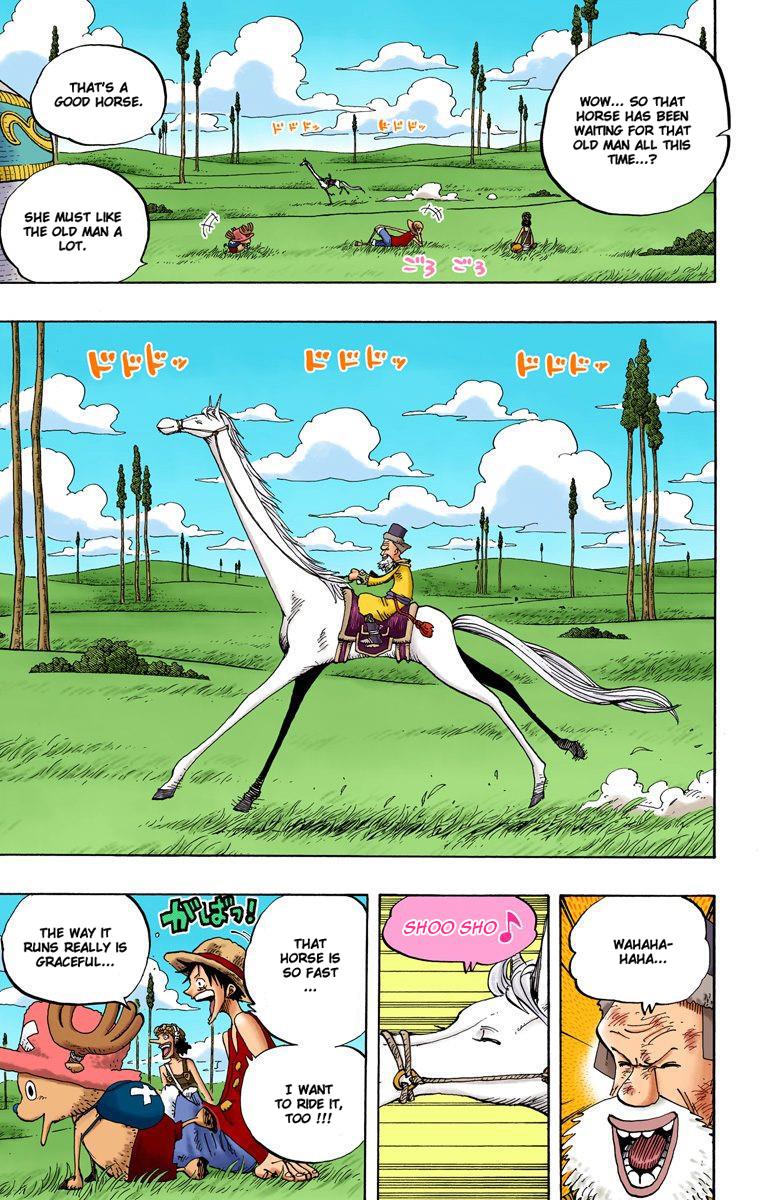 WOW... SO THAT
HORSE HAS BEEN
WAITING FOR THAT
OLD MAN ALL THIS
TIME...?
THAT'S A
GOOD HORSE.
SHE MUST LIKE
THE OLD MAN A
LOT.
ドドドッ
ドドドッ
ごろ ごろ
ドドドッ
ドドドッ
ドドドッ
WAHAHA-
HAHA...
SHOO SHO♪
THAT
HORSE IS
SO FAST
...
I WANT
TO RIDE IT,
TOO !!!
がばっ!
THE WAY IT
RUNS REALLY IS
GRACEFUL...